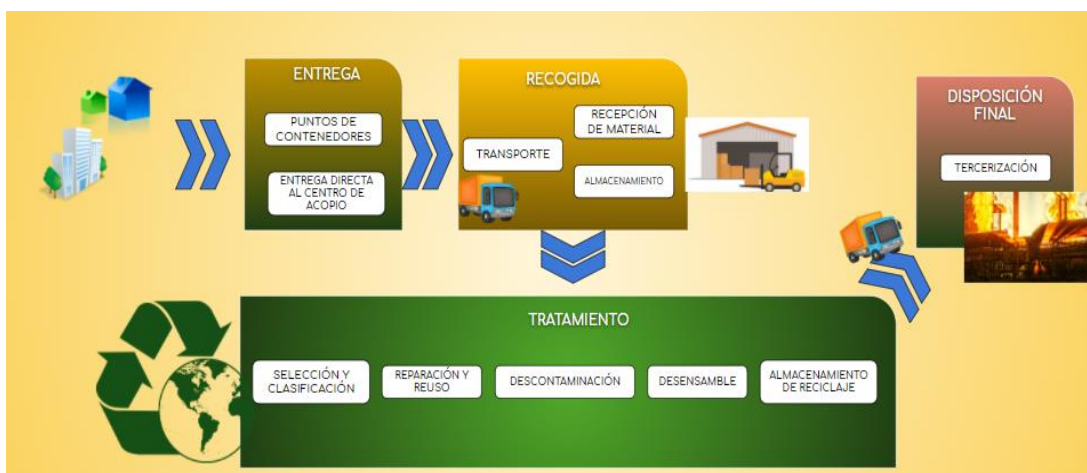 ENTREGA
PUNTOS DE
CONTENEDORES
ENTREGA DIRECTA
AL CENTRO DE
ACOPIO
RECOGIDA
TRANSPORTE
RECEPCIÓN
DE MATERIAL
ALMACENAMIENTO
DISPOSICIÓN
FINAL
TERCERIZACIÓN
TRATAMIENTO
SELECCIÓN Y
CLASIFICACIÓN
REPARACIÓN Y
REUSO
DESCONTAMINACIÓN
DESENSAMBLE
ALMACENAMIENTO
DE RECICLAJE